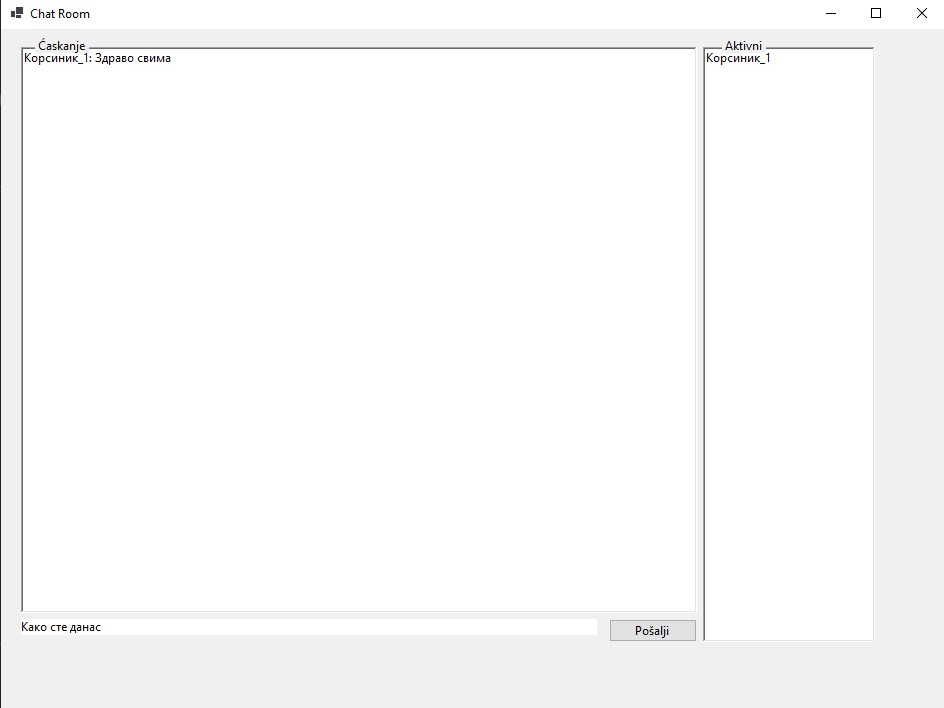 Chat Room
Ćaskanje
Корсиник_1: Здраво свима
Aktivni
Корсиник_1
Како сте данас
Pošalji